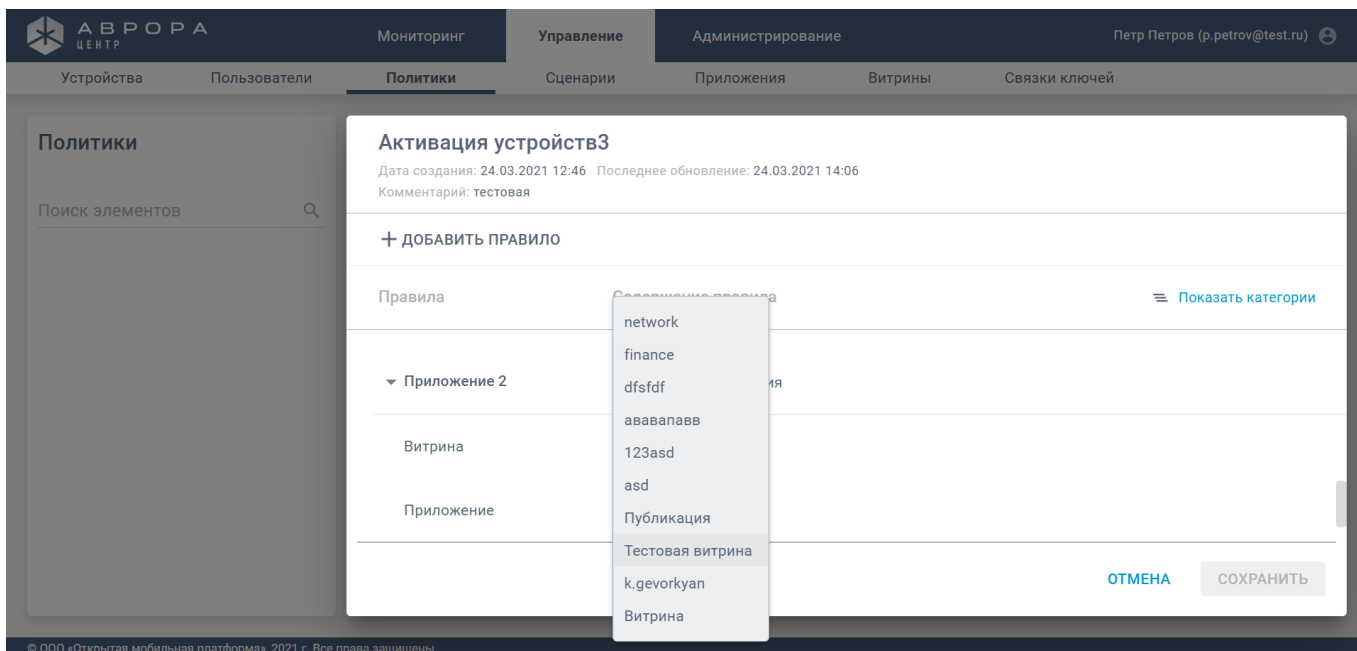 АВРОРА
ЦЕНТР
Мониторинг Управление Администрирование Петр Петров (p.petrov@test.ru)
Устройства Пользователи Политики Сценарии Приложения Витрины Связки ключей
Политики
Поиск элементов
Активация устройств3
Дата создания: 24.03.2021 12:46 Последнее обновление: 24.03.2021 14:06
Комментарий: тестовая
+ ДОБАВИТЬ ПРАВИЛО
Правила Содержание правила Показать категории
network
finance
Приложение 2
dfsfdf
ававапавв
Витрина
123asd
asd
Приложение
Публикация
Тестовая витрина
k.gevorkyan
Витрина
ОТМЕНА СОХРАНИТЬ
© ООО «Открытая мобильная платформа», 2021 г. Все права защищены